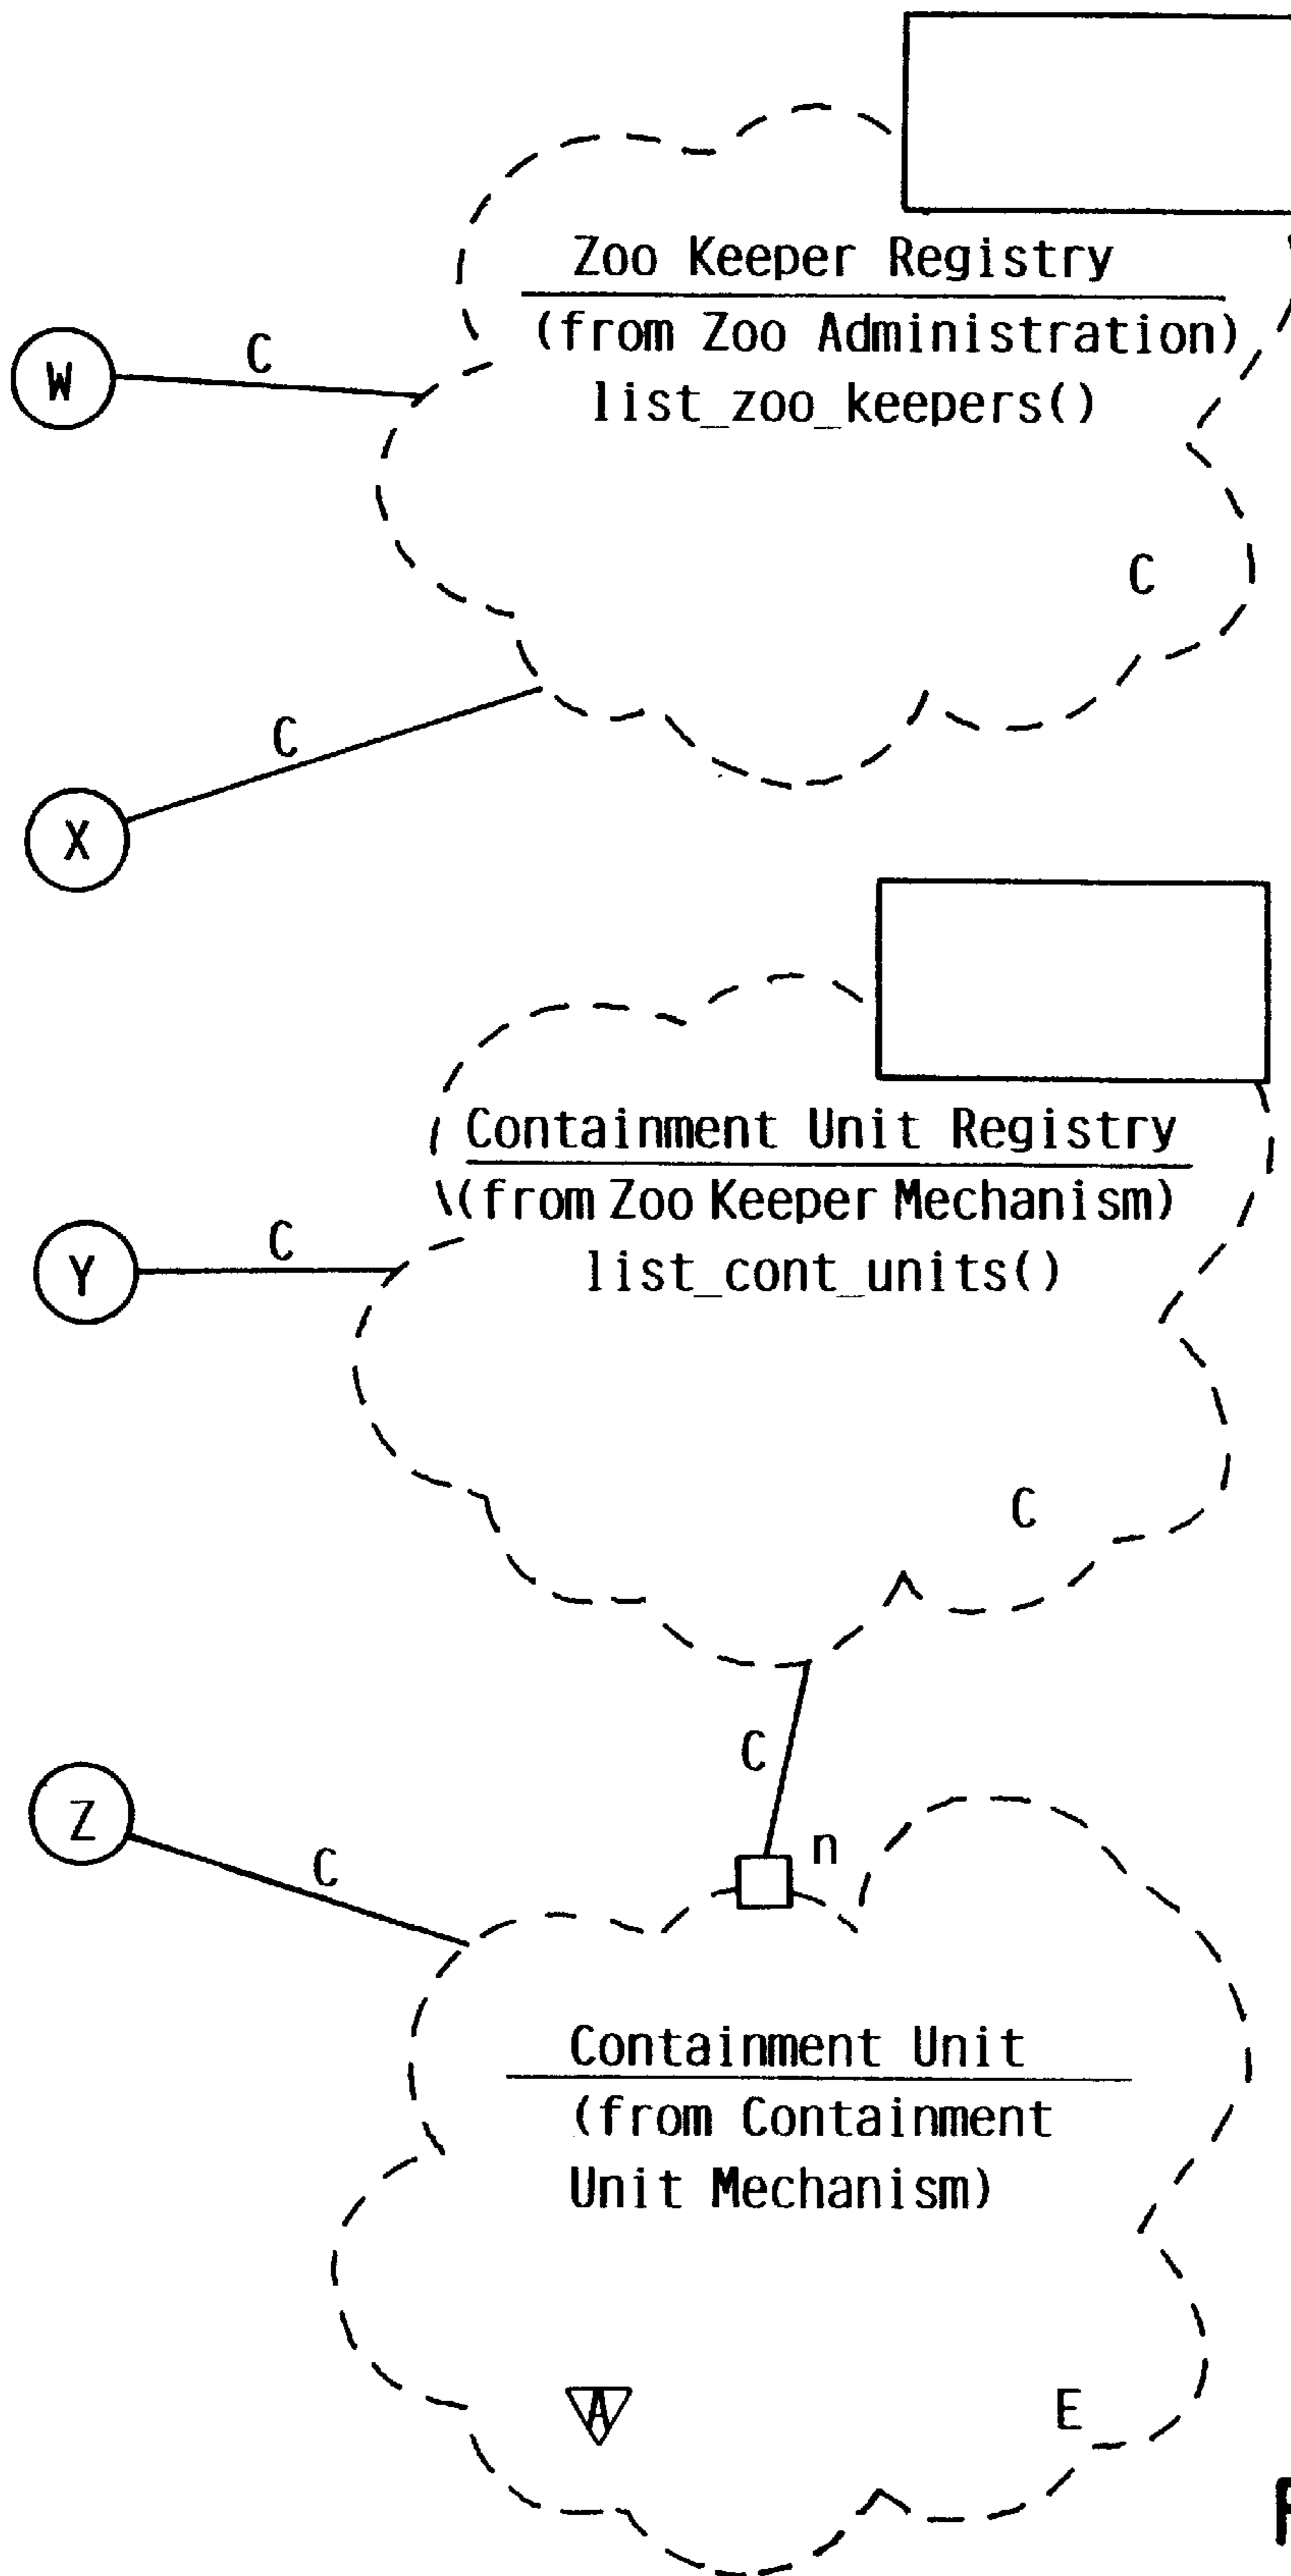 Zoo Keeper Registry
(from Zoo Administration)
list_zoo_keepers()
W
C
C
C
X
Containment Unit Registry
(from Zoo Keeper Mechanism)
list_cont_units()
Y
C
C
C
n
Z
C
Containment Unit
(from Containment
Unit Mechanism)
A
E